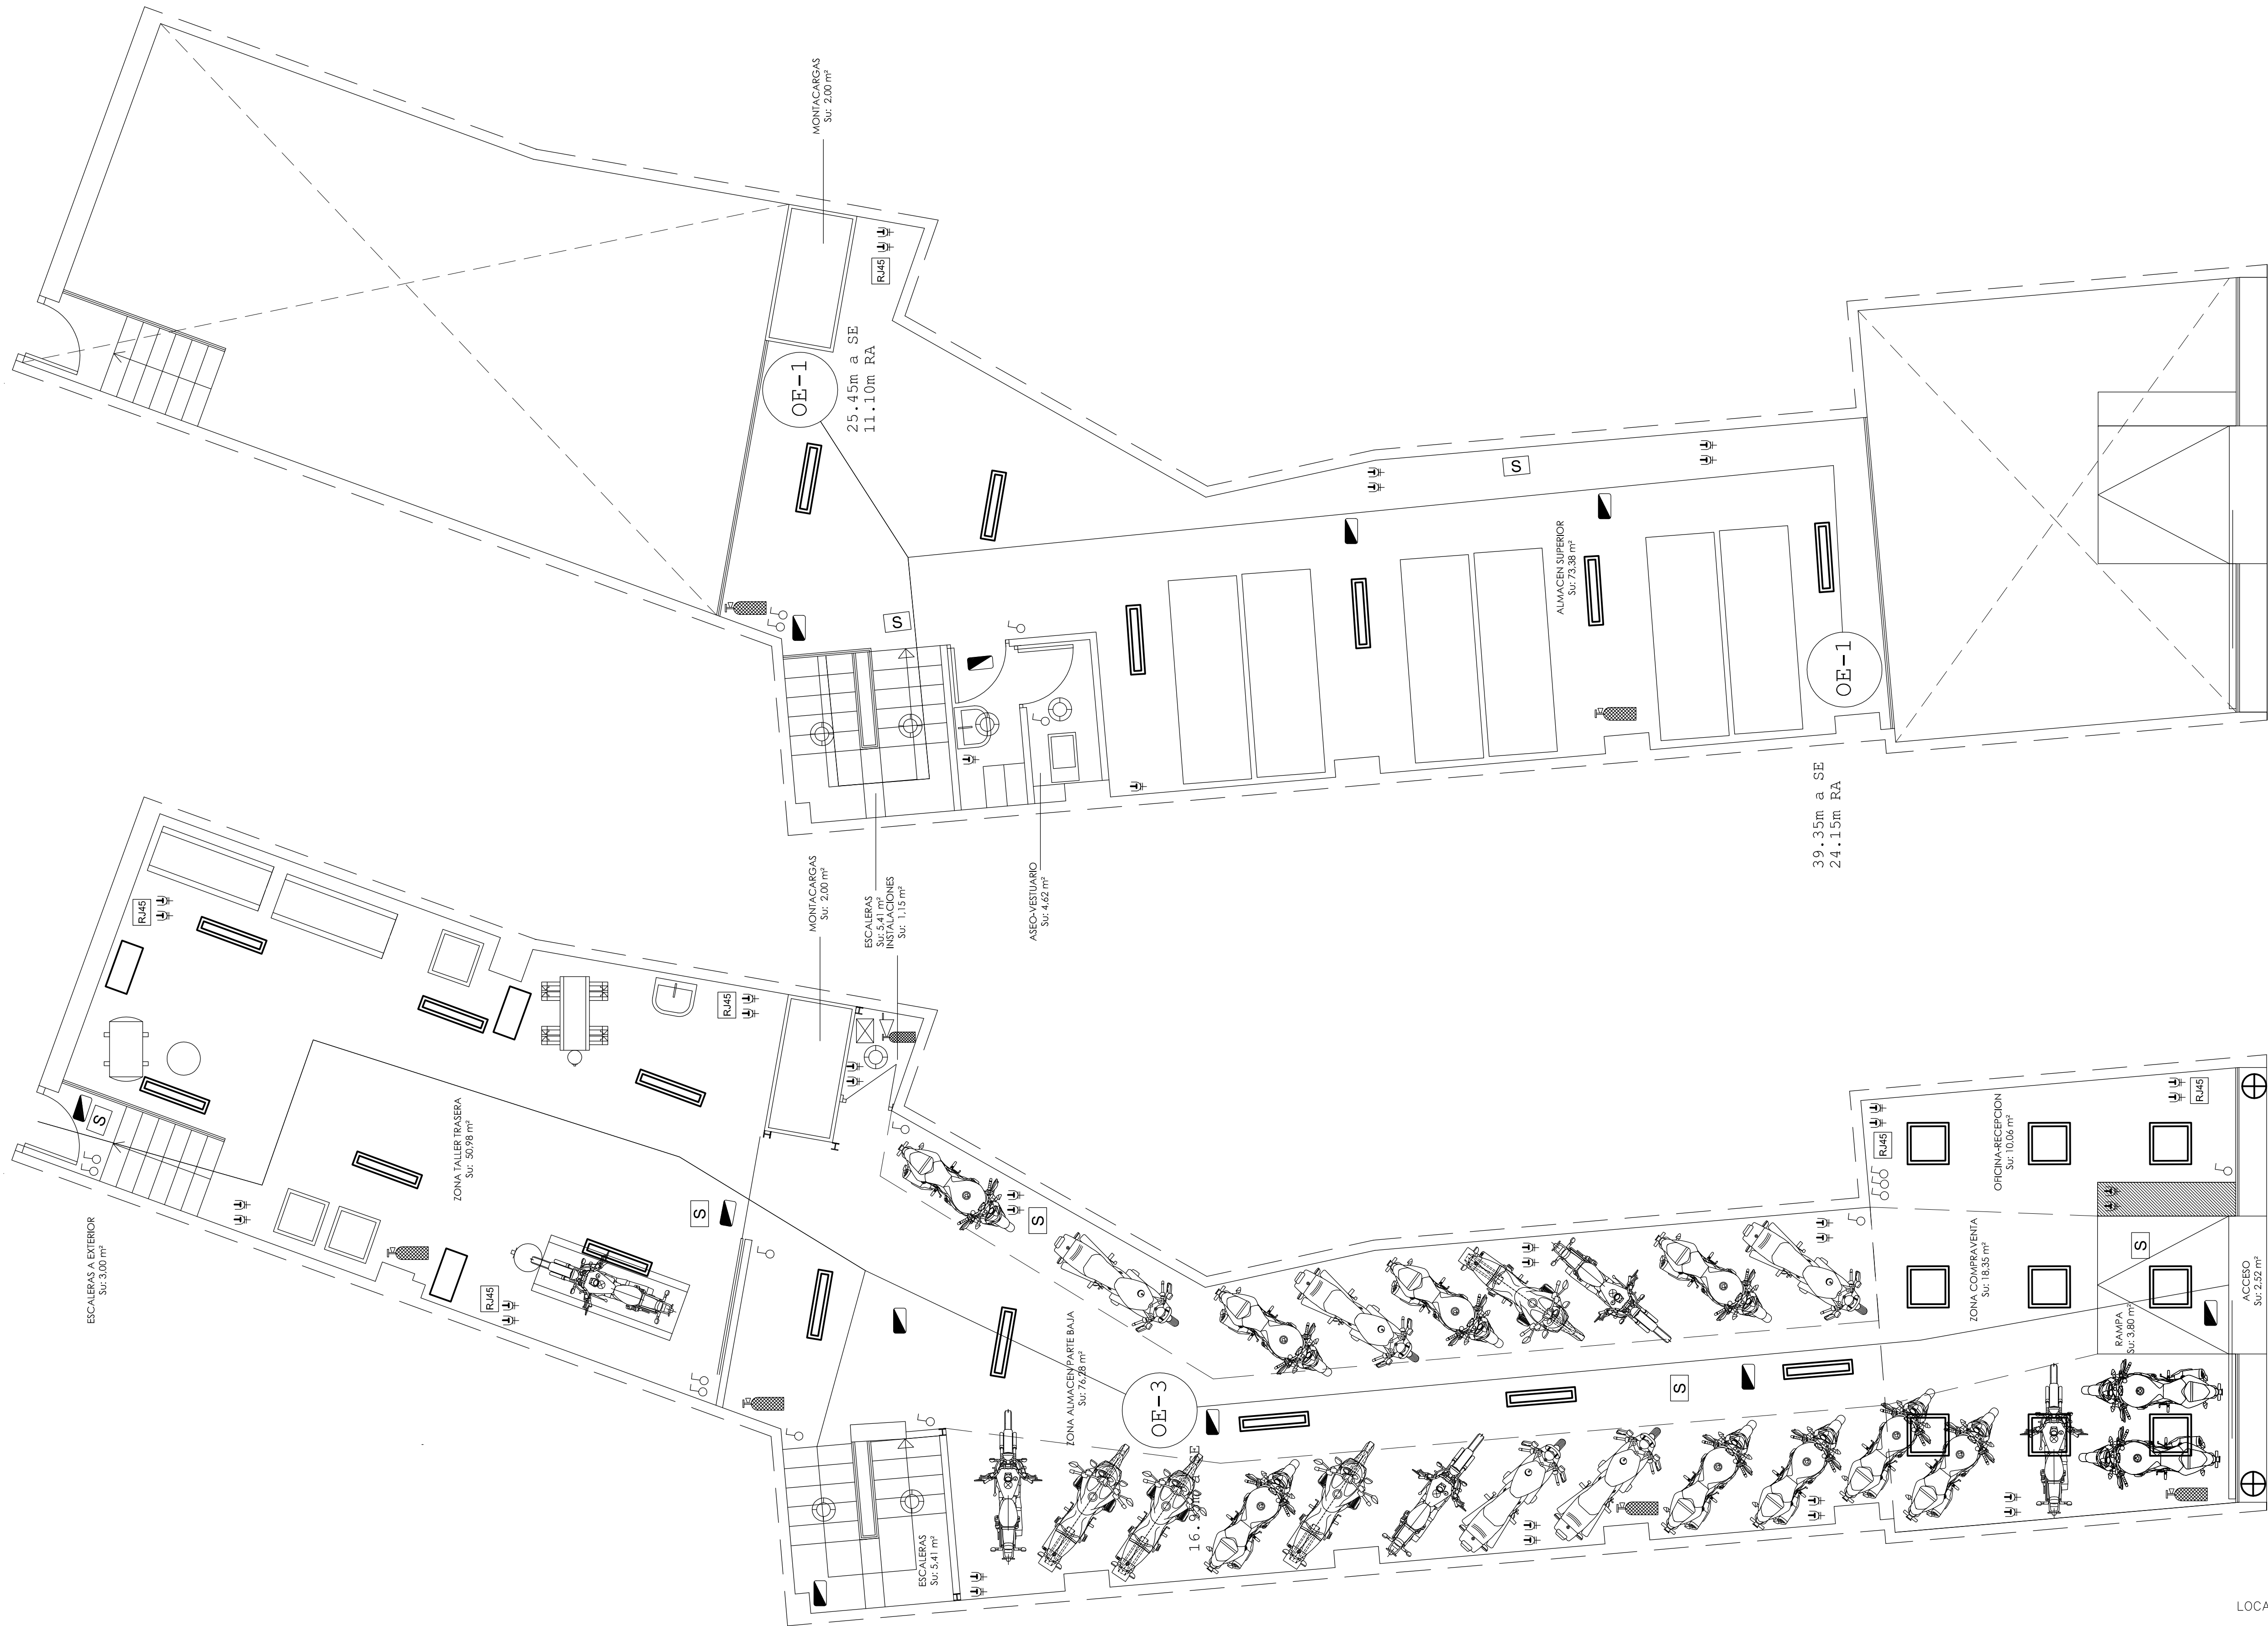 MONTACARGAS
Su: 2,00 m²
RJ45
OE-1
25.45m a SE
11.10m RA
S
S
ALMACEN SUPERIOR
Su: 73,38 m²
OE-1
39.35m a SE
24.15m RA
ESCALERAS
Su: 5,41 m²
INSTALACIONES
Su: 1,15 m²
ASEO-VESTUARIO
Su: 4,62 m²
MONTACARGAS
Su: 2,00 m²
RJ45
RJ45
S
ESCALERAS A EXTERIOR
Su: 3,00 m²
ZONA TALLER TRASERA
Su: 50,98 m²
RJ45
S
S
ZONA ALMACEN PARTE BAJA
Su: 76,28 m²
OE-3
ESCALERAS
Su: 5,41 m²
S
RJ45
OFICINA-RECEPCION
Su: 10,06 m²
RJ45
ZONA COMPRAVENTA
Su: 18,35 m²
S
RAMPA
Su: 3,80 m²
ACCESO
Su: 2,52 m²